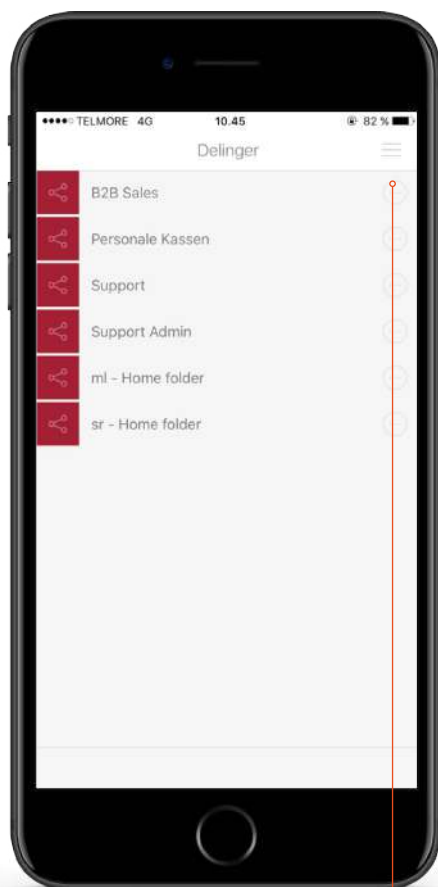 TELMORE 4G 10.45 82 %
Delinger
B2B Sales
Personale Kassen
Support
Support Admin
ml - Home folder
sr - Home folder